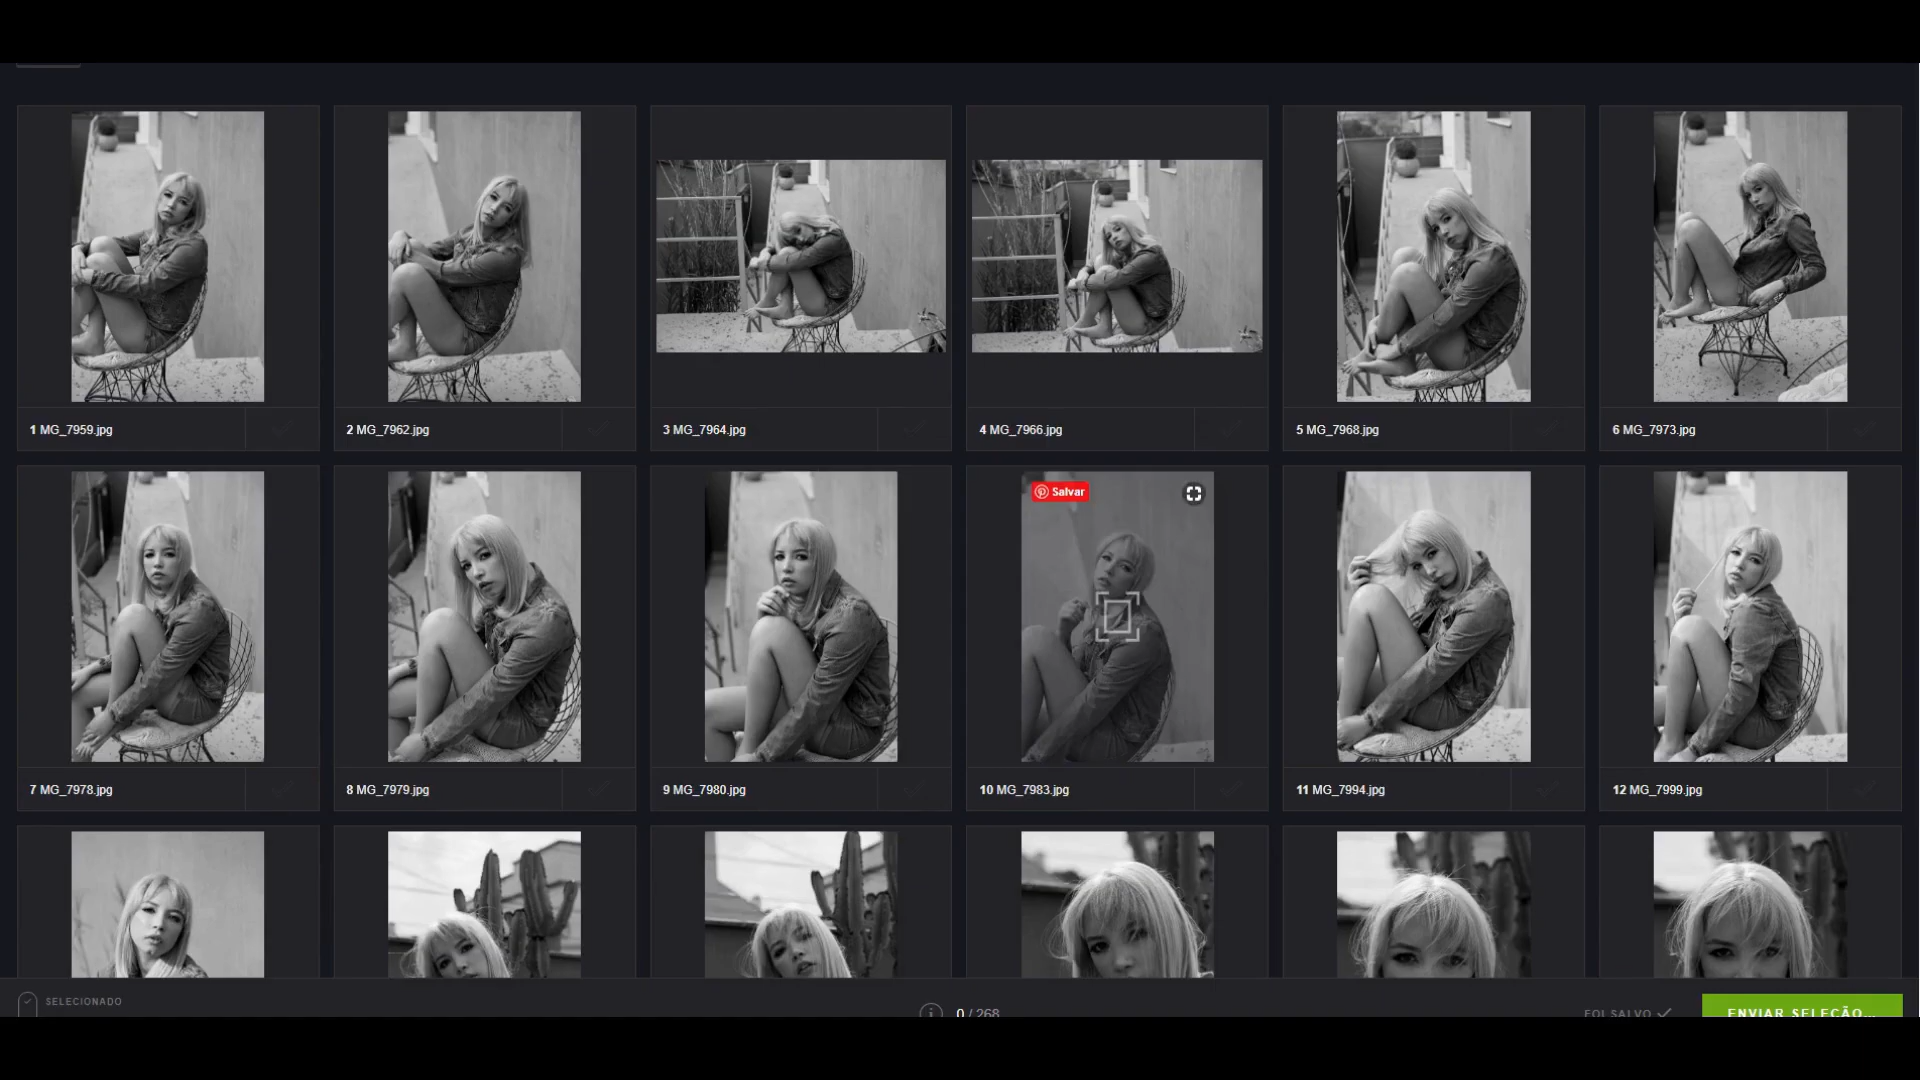 1 MG_7959.jpg
2 MG_7962.jpg
3 MG_7964.jpg
4 MG_7966.jpg
5 MG_7968.jpg
6 MG_7973.jpg
Salvar
7 MG_7978.jpg
8 MG_7979.jpg
9 MG_7980.jpg
10 MG_7983.jpg
11 MG_7994.jpg
12 MG_7999.jpg
SELECIONADO
0 / 268
FOI SALVO
ENVIAR SELEÇÃO...